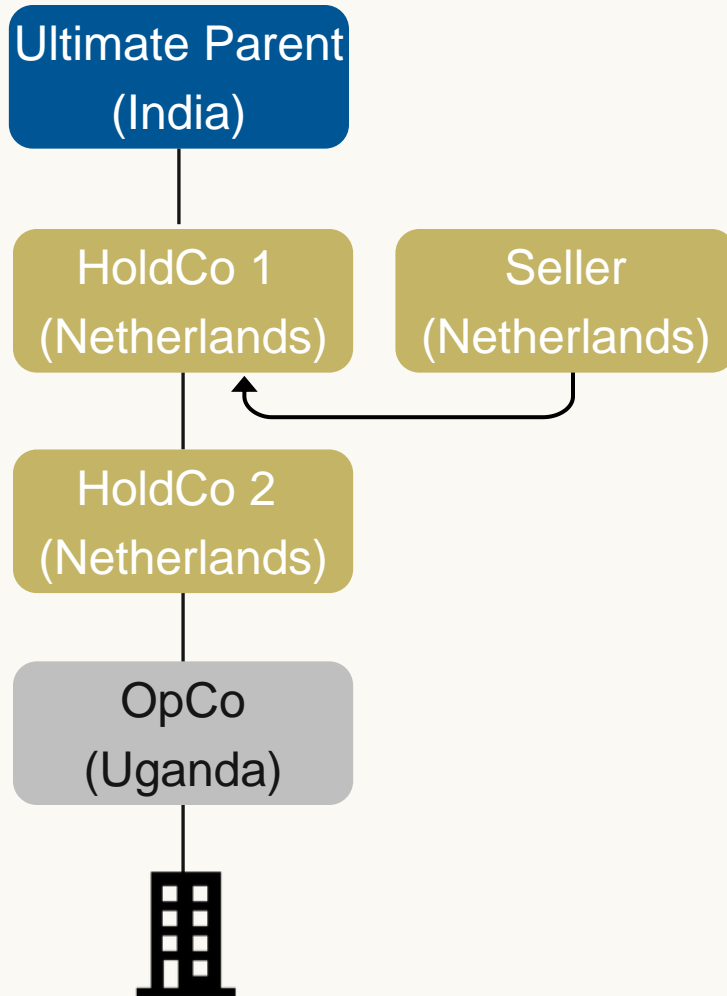 Ultimate Parent
(India)
HoldCo 1
(Netherlands)
Seller
(Netherlands)
HoldCo 2
(Netherlands)
OpCo
(Uganda)